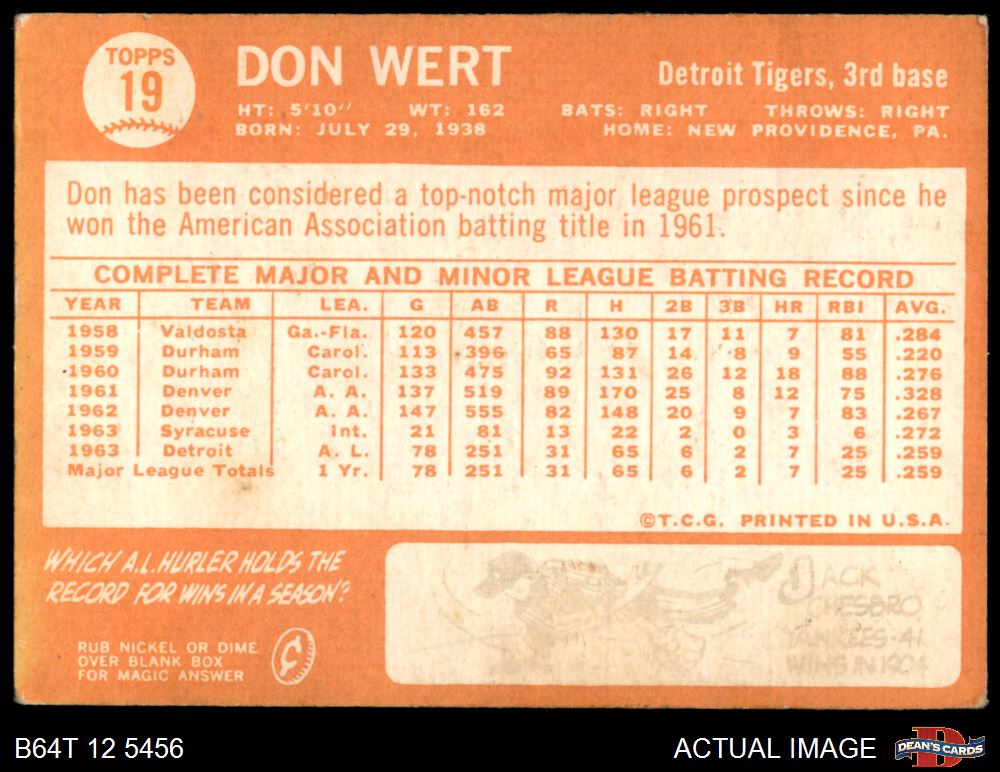 TOPPS
19
DON WERT
Detroit Tigers, 3rd base
HT: 5'10" WT: 162 BATS: RIGHT THROWS: RIGHT
BORN: JULY 29, 1938 HOME: NEW PROVIDENCE, PA.
Don has been considered a top-notch major league prospect since he
won the American Association batting title in 1961.
COMPLETE MAJOR AND MINOR LEAGUE BATTING RECORD
YEAR TEAM LEA. G AB R H 2B 3B HR RBI AVG.
1958 Valdosta Ga.-Fla. 120 457 88 130 17 11 7 81 .284
1959 Durham Carol. 113 396 65 87 14 8 9 55 .220
1960 Durham Carol. 133 475 92 131 26 12 18 88 .276
1961 Denver A. A. 137 519 89 170 25 8 12 75 .328
1962 Denver A. A. 147 555 82 148 20 9 7 83 .267
1963 Syracuse Int. 21 81 13 22 2 0 3 6 .272
1963 Detroit A. L. 78 251 31 65 6 2 7 25 .259
Major League Totals 1 Yr. 78 251 31 65 6 2 7 25 .259
©T.C.G. PRINTED IN U.S.A.
WHICH A.L. HURLER HOLDS THE
RECORD FOR WINS IN A SEASON?
RUB NICKEL OR DIME
OVER BLANK BOX
FOR MAGIC ANSWER
¢
JACK
CHESBRO
YANKEES-41
WINS IN 1904
B64T 12 5456
ACTUAL IMAGE
DEAN'S CARDS